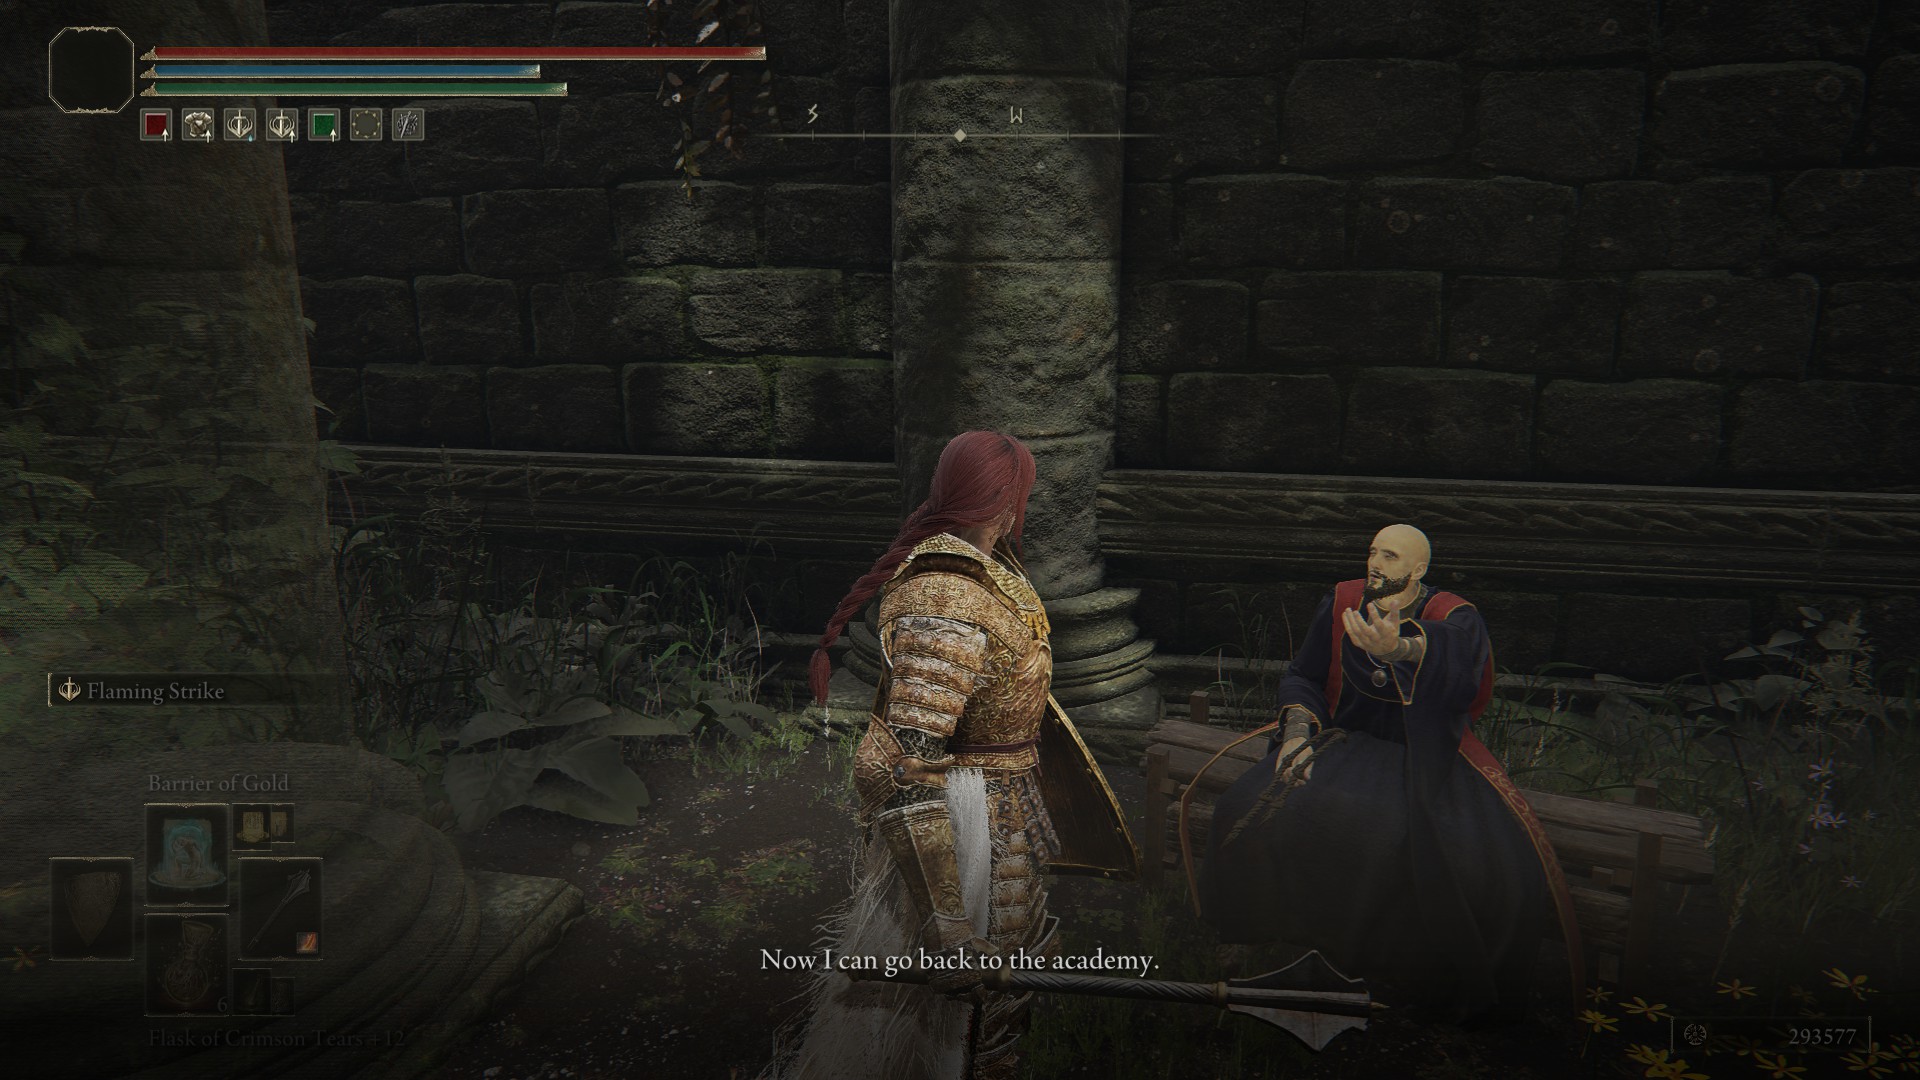 S W
Flaming Strike
Barrier of Gold
6
Flask of Crimson Tears +12
Now I can go back to the academy.
293577